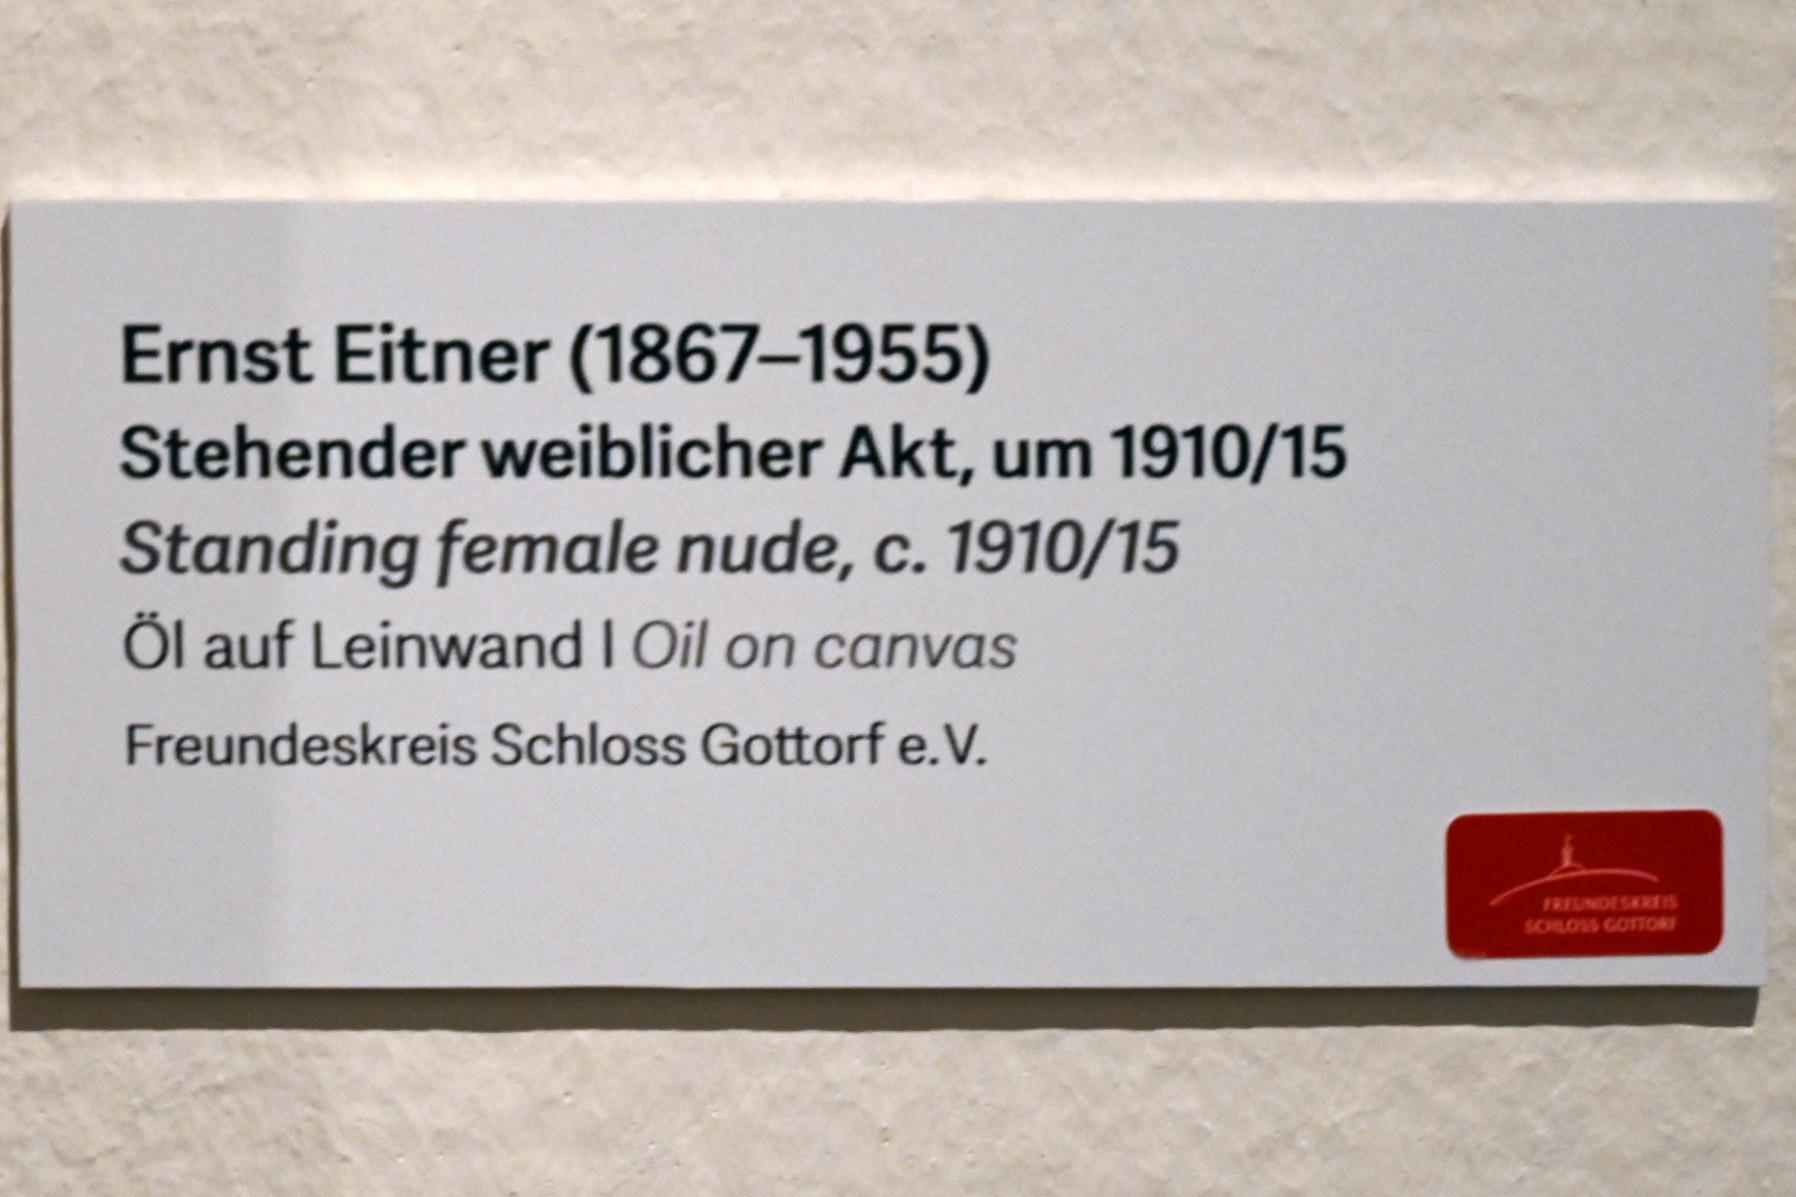 Ernst Eitner (1867–1955)
Stehender weiblicher Akt, um 1910/15
Standing female nude, c. 1910/15
Öl auf Leinwand | Oil on canvas
Freundeskreis Schloss Gottorf e.V.
FREUNDESKREIS
SCHLOSS GOTTORF